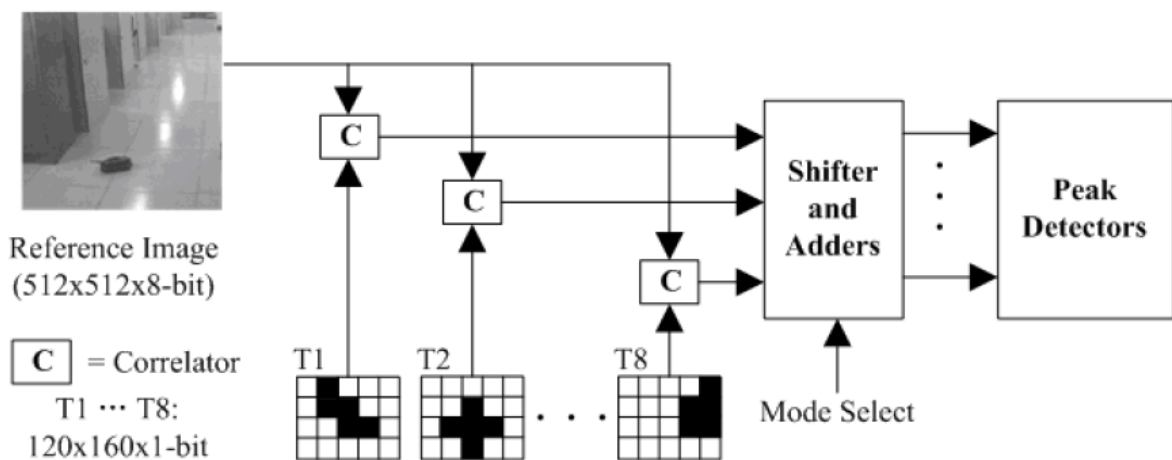 Reference Image
(512x512x8-bit)
C = Correlator
T1 ··· T8:
120x160x1-bit
C
C
C
T1
T2
· · ·
T8
Shifter
and
Adders
Mode Select
·
·
·
Peak
Detectors